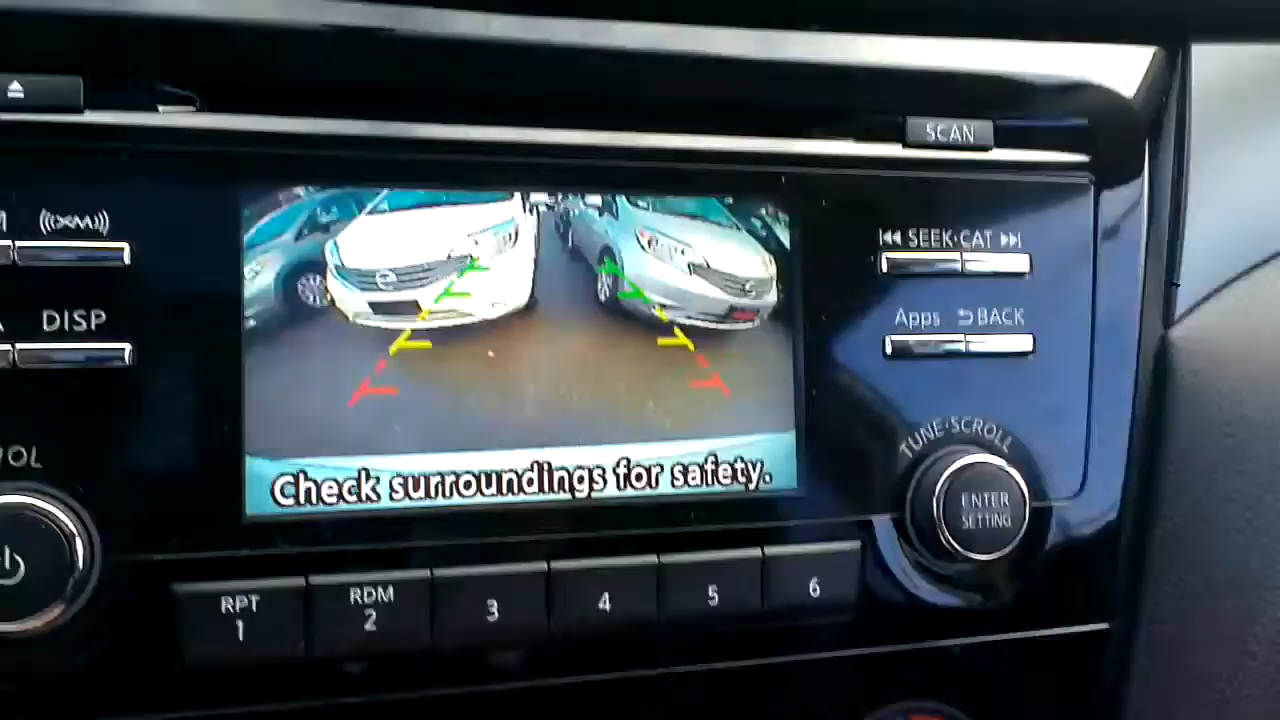 SCAN
((XM))
SEEK·CAT
DISP
Apps
BACK
TUNE·SCROLL
ENTER
SETTING
Check surroundings for safety.
RPT
1
RDM
2
3
4
5
6